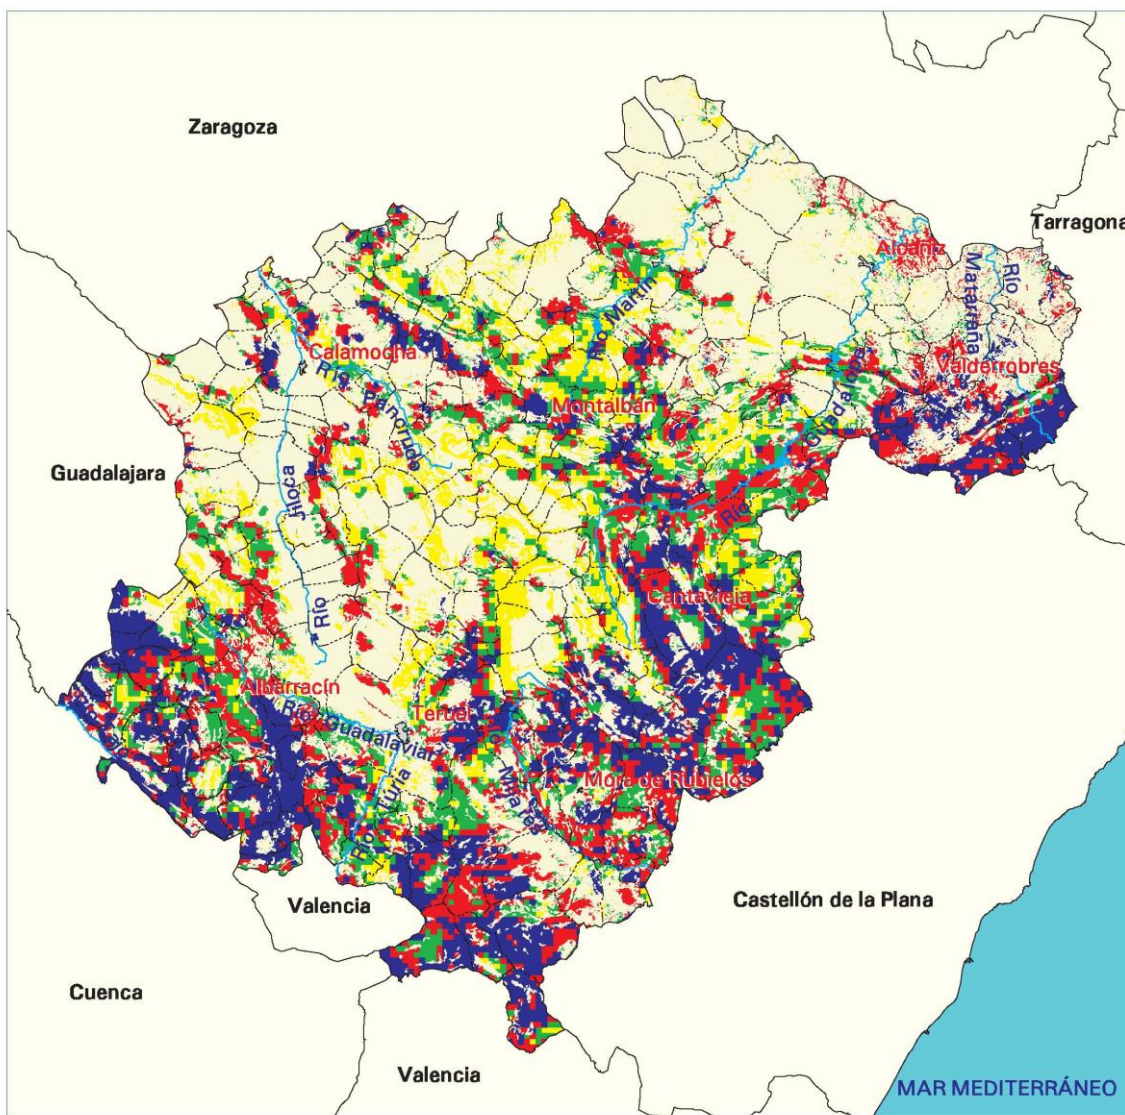 Zaragoza
Tarragona
Alcañiz
Río
Matarraña
Río Martín
Calamocha
Río Pancrudo
Valderrobres
Montalbán
Río Guadalope
Guadalajara
Río Jiloca
Cantavieja
Albarracín
Río Guadalaviar
Teruel
Río Mijares
Mora de Rubielos
Río Túria
Valencia
Castellón de la Plana
Cuenca
Valencia
MAR MEDITERRÁNEO